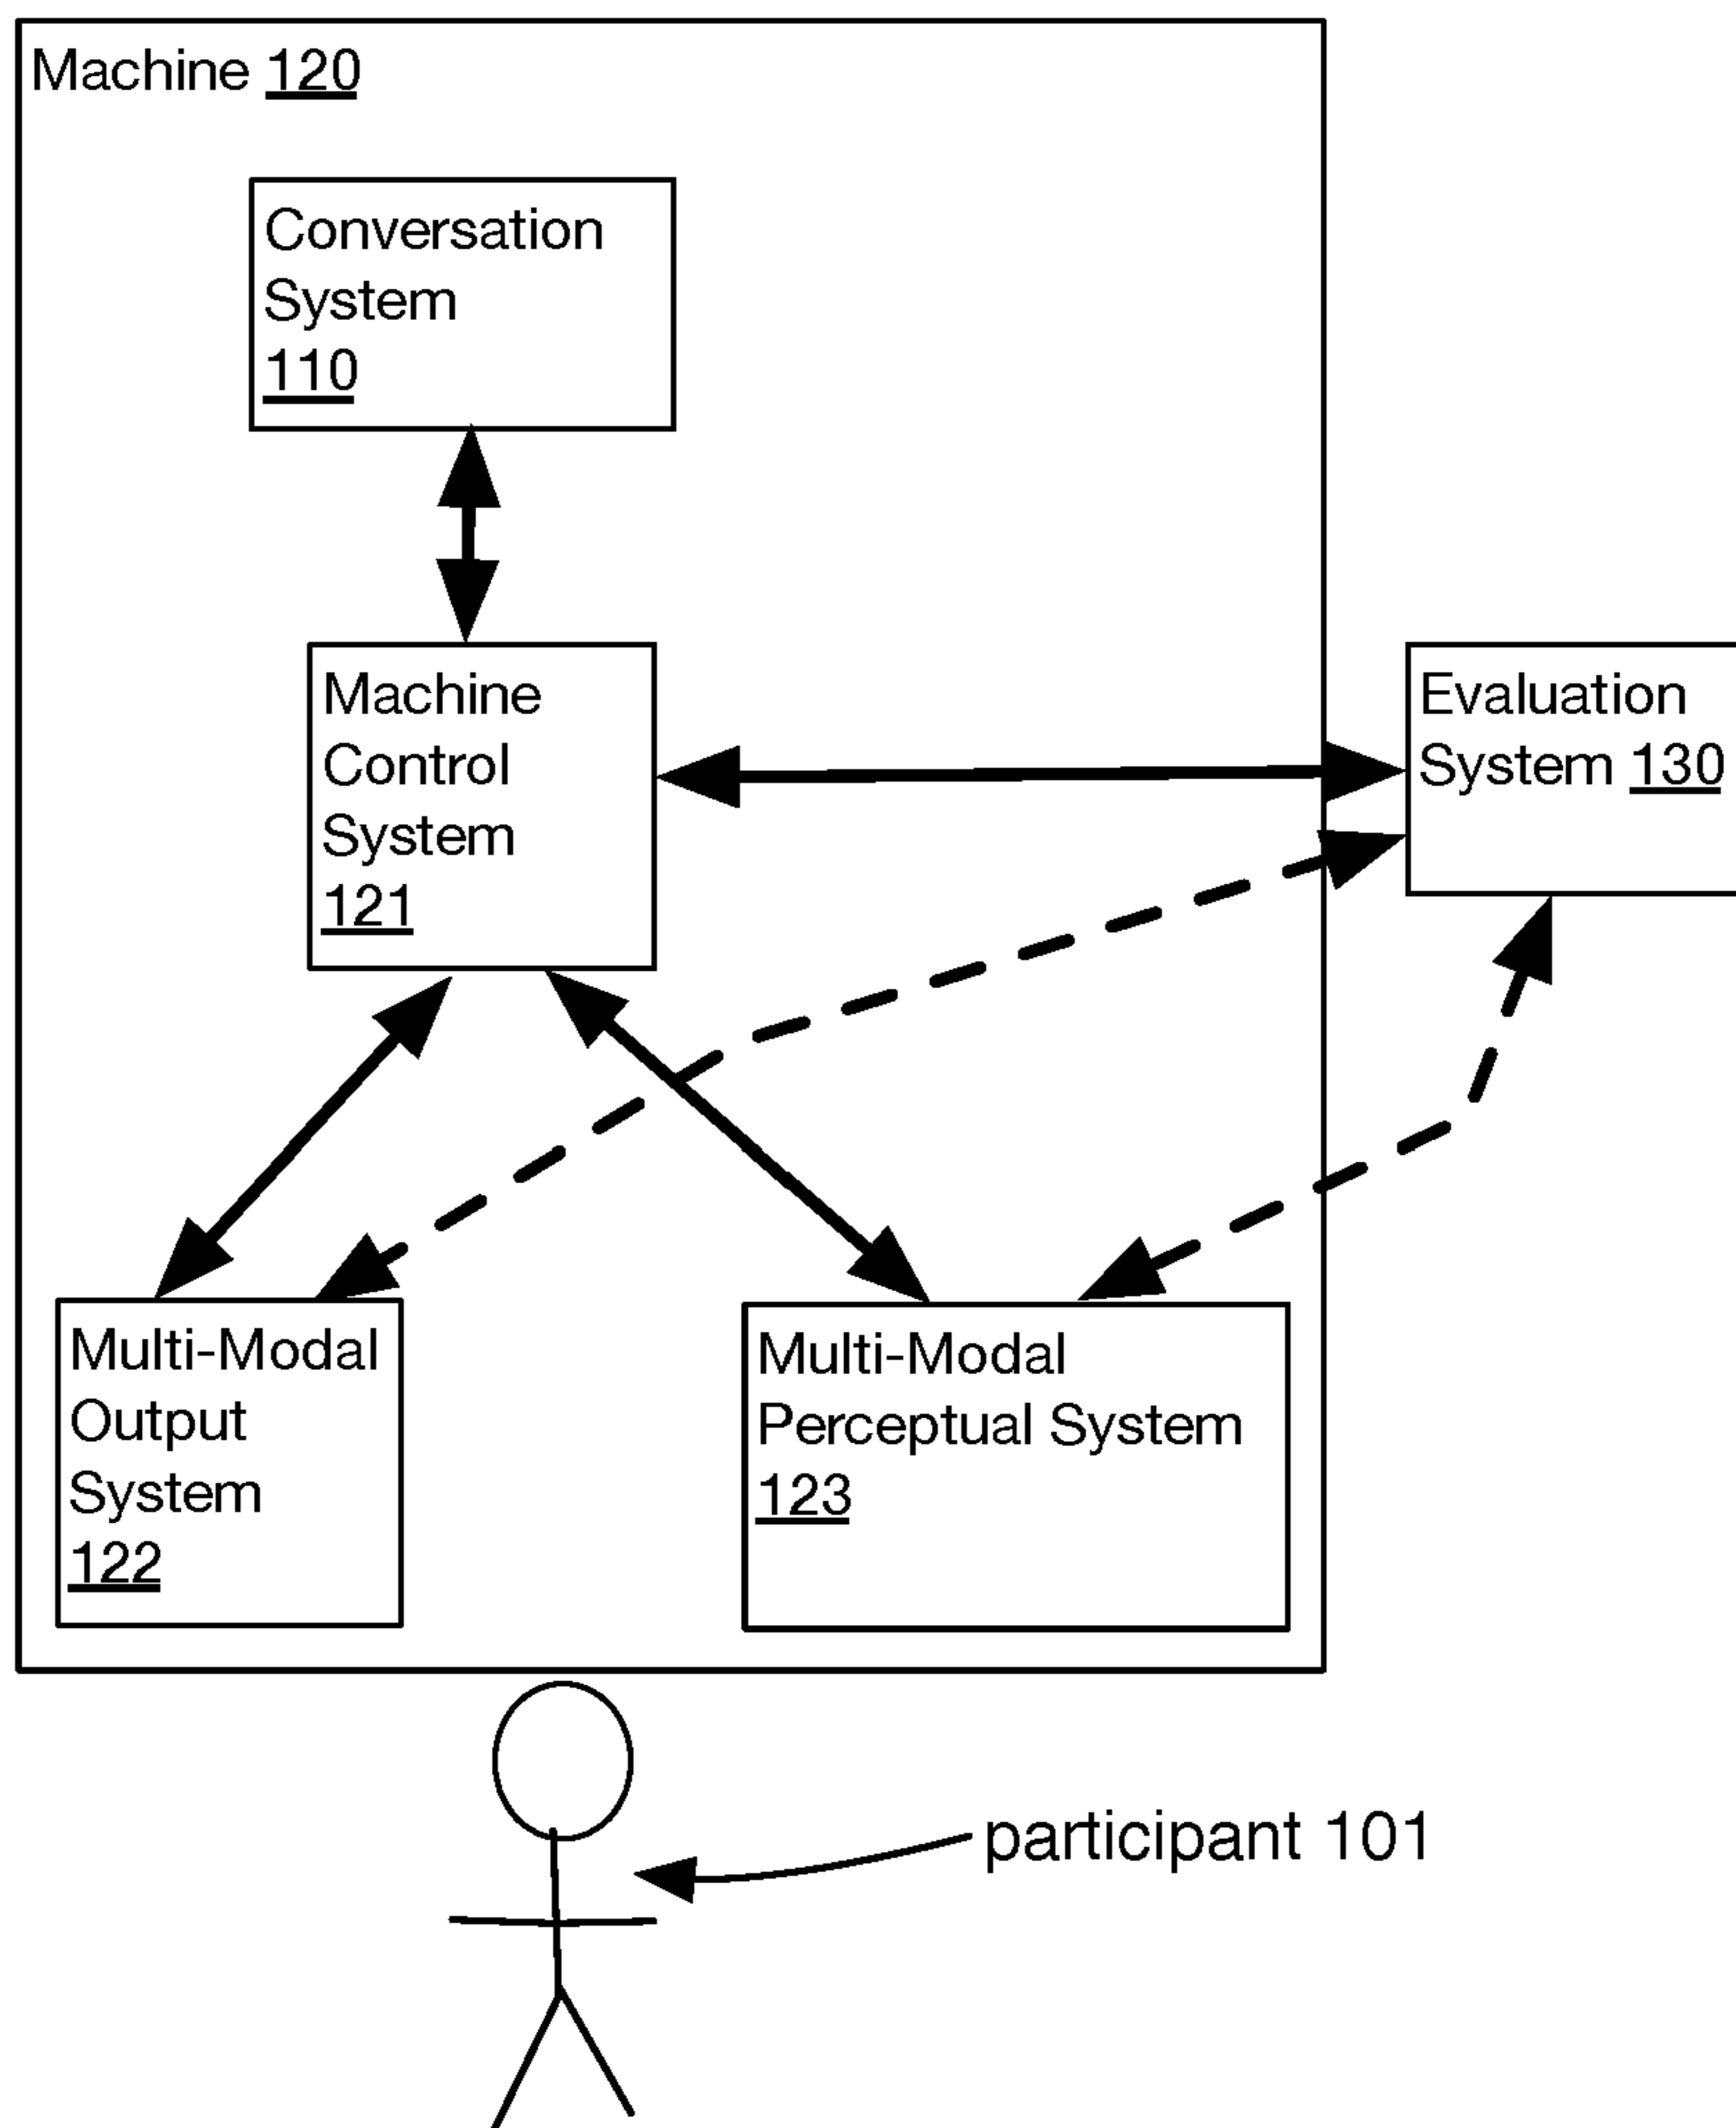 Machine 120
Conversation
System
110
Machine
Control
System
121
Evaluation
System 130
Multi-Modal
Output
System
122
Multi-Modal
Perceptual System
123
participant 101